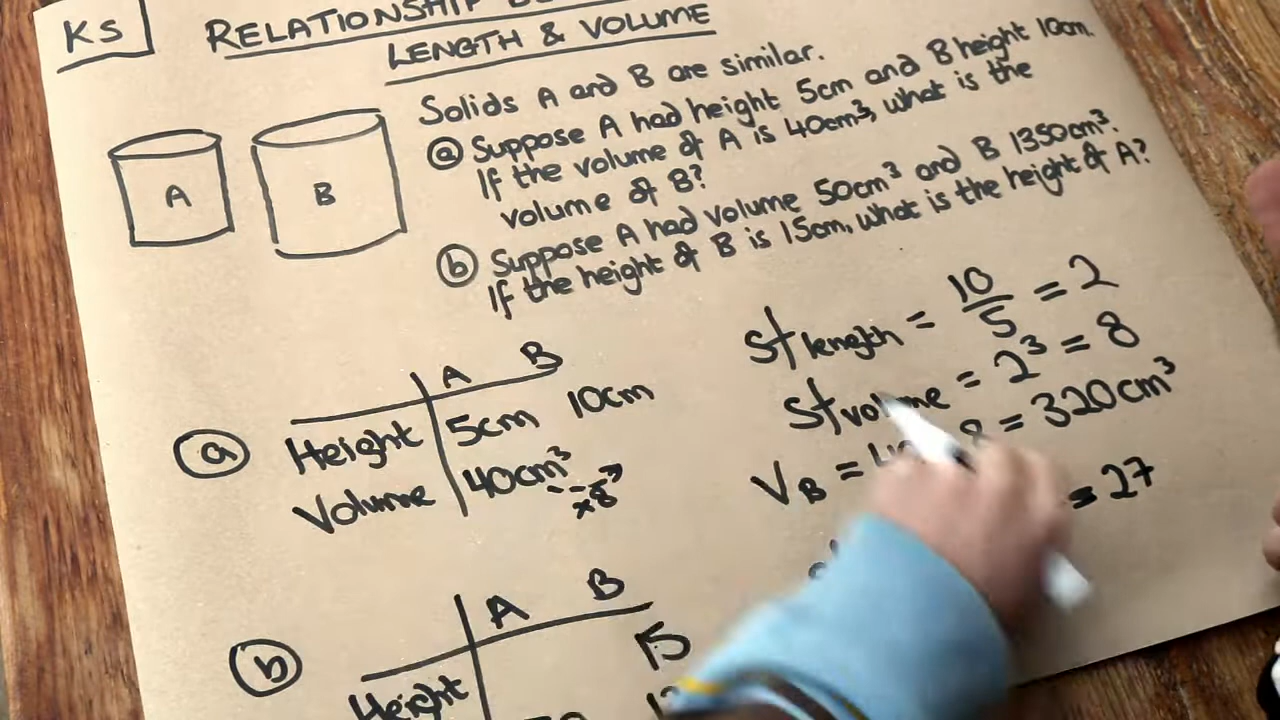 KS
RELATIONSHIP
LENGTH & VOLUME
Solids A and B are similar.
ⓐ Suppose A had height 5cm and B height 10cm.
If the volume of A is 40cm³, what is the
volume of B?
ⓑ Suppose A had volume 50cm³ and B 1350cm³.
If the height of B is 15cm, what is the height of A?
A
B
Sf length = 10/5 = 2
Sf volume = 2³ = 8
V_B = = 320cm³
= 27
ⓐ
A B
Height 5cm 10cm
Volume 40cm³
×8
ⓑ
A B
Height 15